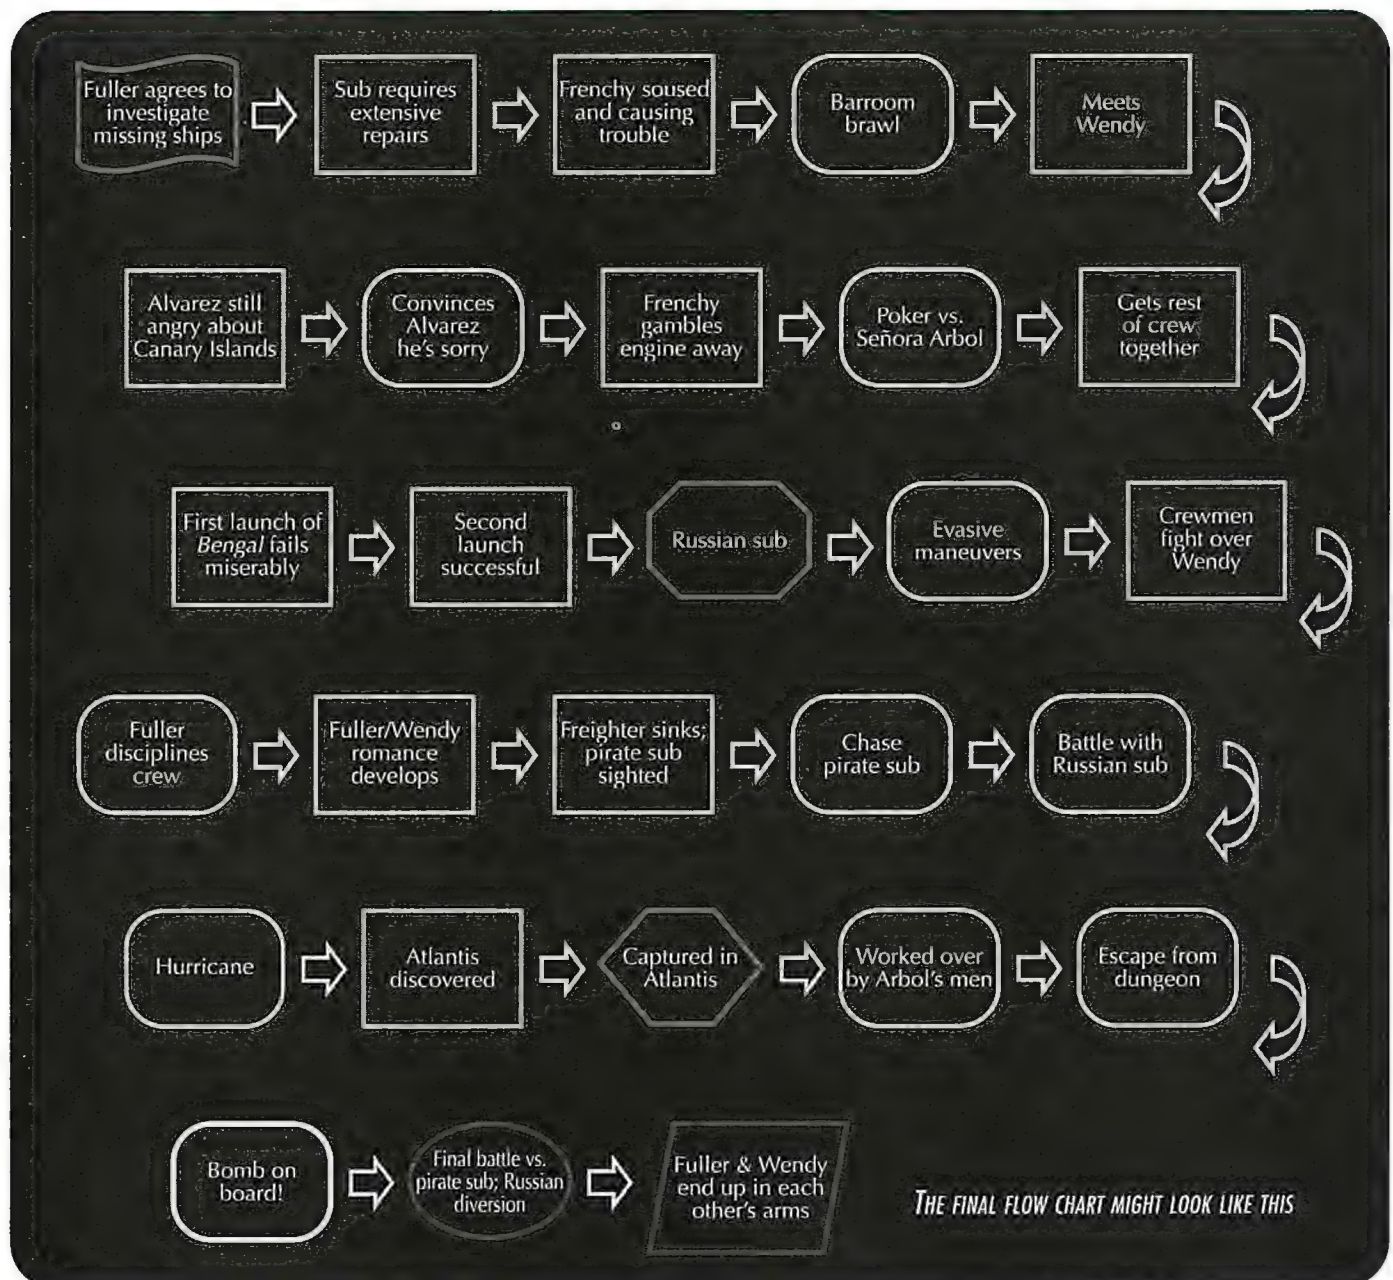 Fuller agrees to
investigate
missing ships
Sub requires
extensive
repairs
Frenchy soused
and causing
trouble
Barroom
brawl
Meets
Wendy
Alvarez still
angry about
Canary Islands
Convinces
Alvarez
he's sorry
Frenchy
gambles
engine away
Poker vs.
Señora Arbol
Gets rest
of crew
together
First launch of
Bengal fails
miserably
Second
launch
successful
Russian sub
Evasive
maneuvers
Crewmen
fight over
Wendy
Fuller
disciplines
crew
Fuller/Wendy
romance
develops
Freighter sinks;
pirate sub
sighted
Chase
pirate sub
Battle with
Russian sub
Hurricane
Atlantis
discovered
Captured in
Atlantis
Worked over
by Arbol's men
Escape from
dungeon
Bomb on
board!
Final battle vs.
pirate sub; Russian
diversion
Fuller & Wendy
end up in each
other's arms
THE FINAL FLOW CHART MIGHT LOOK LIKE THIS